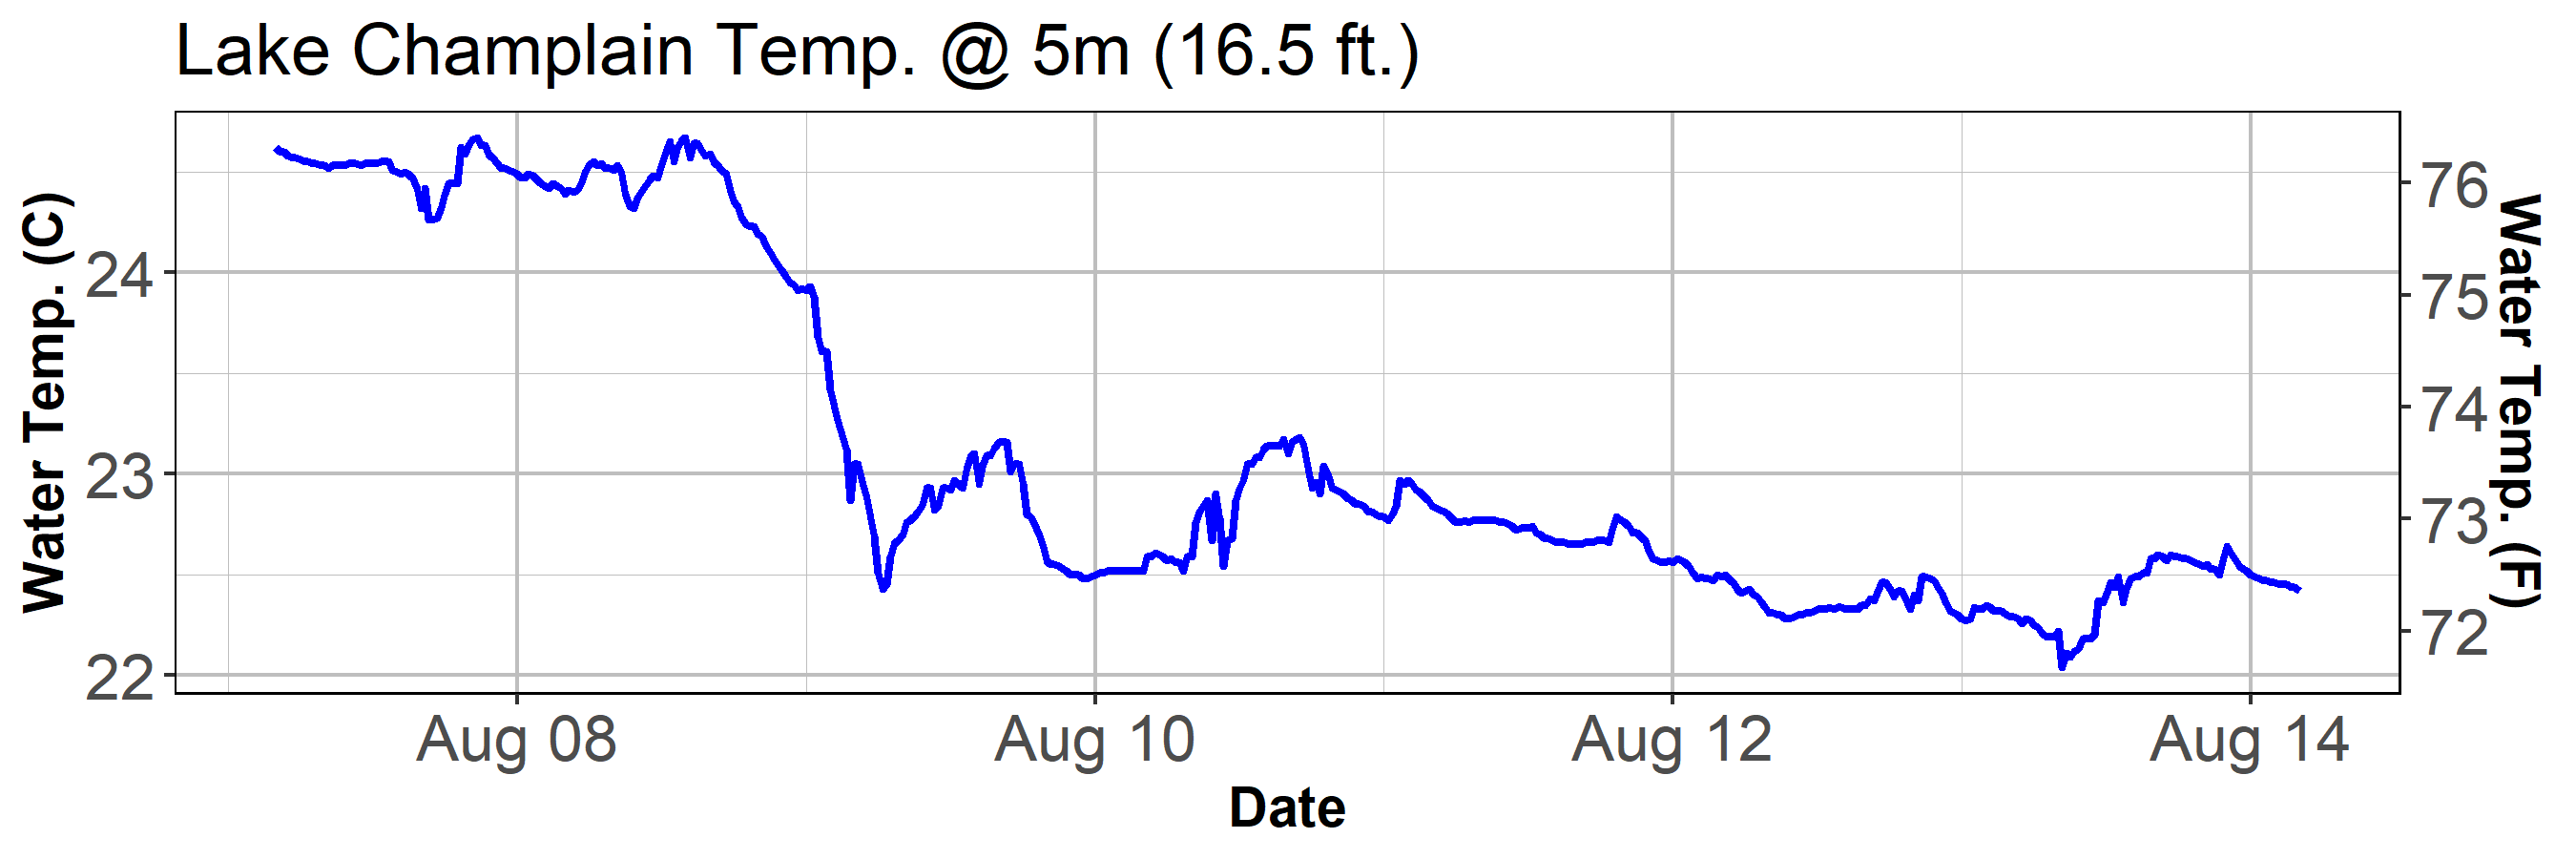 Lake Champlain Temp. @ 5m (16.5 ft.)
Water Temp. (C)
24
23
22
76
75
74
73
72
Water Temp. (F)
Aug 08
Aug 10
Aug 12
Aug 14
Date